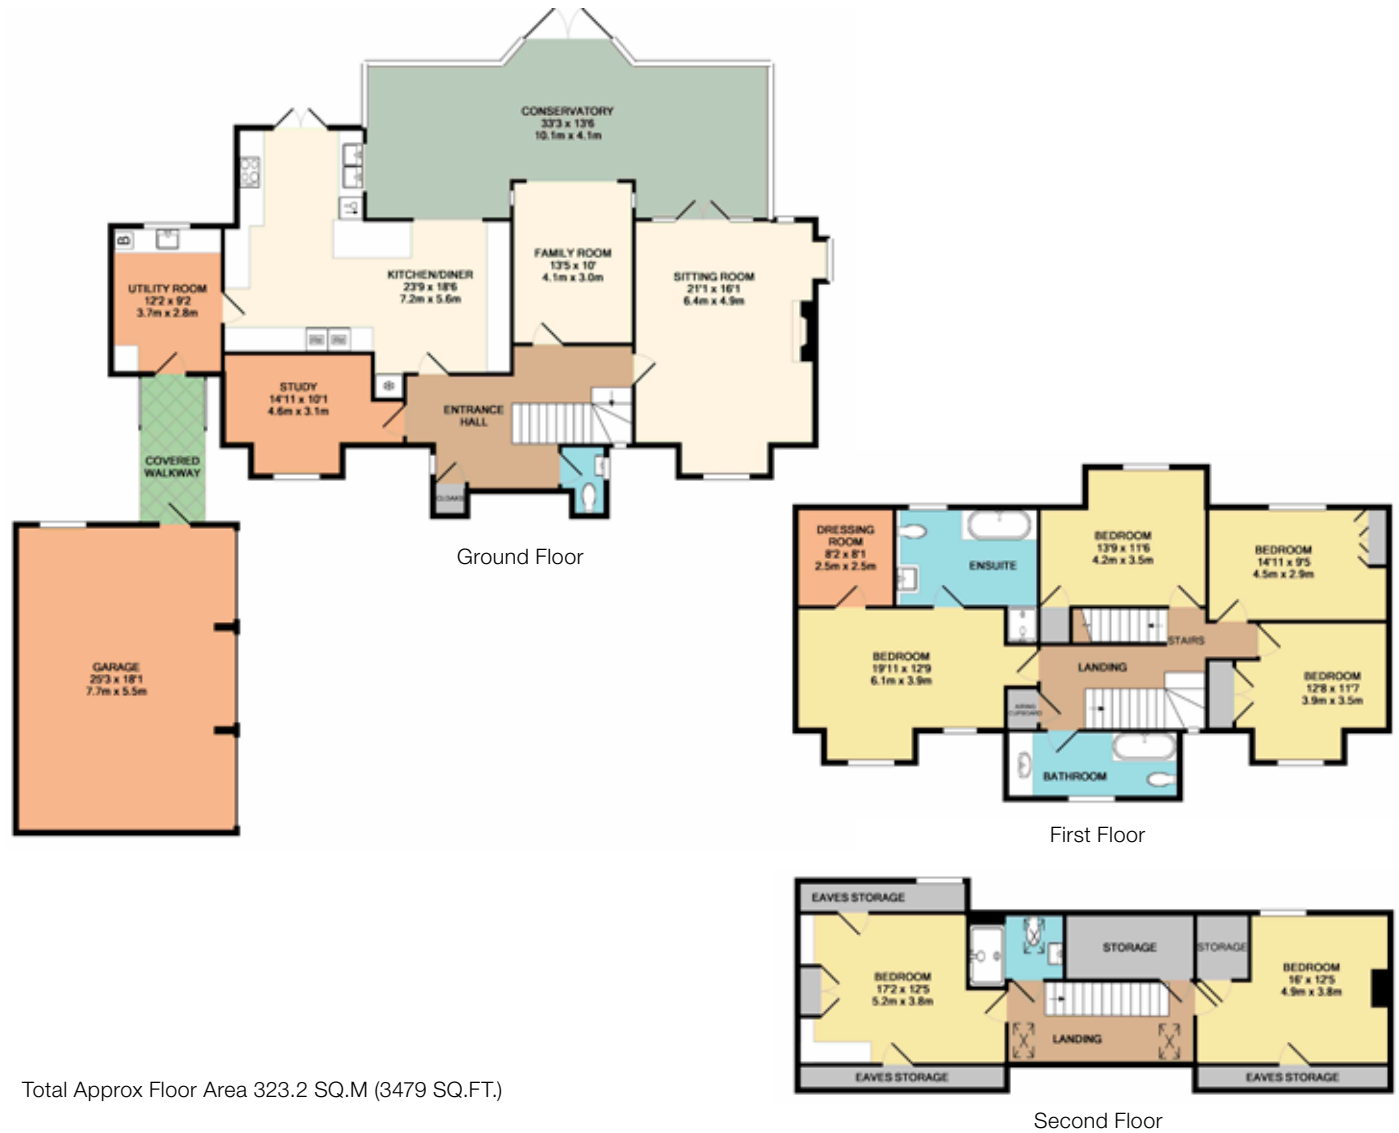 CONSERVATORY
33'3 x 13'6
10.1m x 4.1m
B
UTILITY ROOM
12'2 x 9'2
3.7m x 2.8m
KITCHEN/DINER
23'9 x 18'6
7.2m x 5.6m
FAMILY ROOM
13'5 x 10'
4.1m x 3.0m
SITTING ROOM
21'1 x 16'1
6.4m x 4.9m
STUDY
14'11 x 10'1
4.6m x 3.1m
ENTRANCE
HALL
COVERED
WALKWAY
CLOAKS
Ground Floor
GARAGE
25'3 x 18'1
7.7m x 5.5m
DRESSING
ROOM
8'2 x 8'1
2.5m x 2.5m
ENSUITE
BEDROOM
13'9 x 11'6
4.2m x 3.5m
BEDROOM
14'11 x 9'5
4.5m x 2.9m
BEDROOM
19'11 x 12'9
6.1m x 3.9m
STAIRS
LANDING
BEDROOM
12'8 x 11'7
3.9m x 3.5m
AIRING
CUPBOARD
BATHROOM
First Floor
EAVES STORAGE
BEDROOM
17'2 x 12'5
5.2m x 3.8m
STORAGE
STORAGE
BEDROOM
16' x 12'5
4.9m x 3.8m
LANDING
EAVES STORAGE
EAVES STORAGE
Second Floor
Total Approx Floor Area 323.2 SQ.M (3479 SQ.FT.)